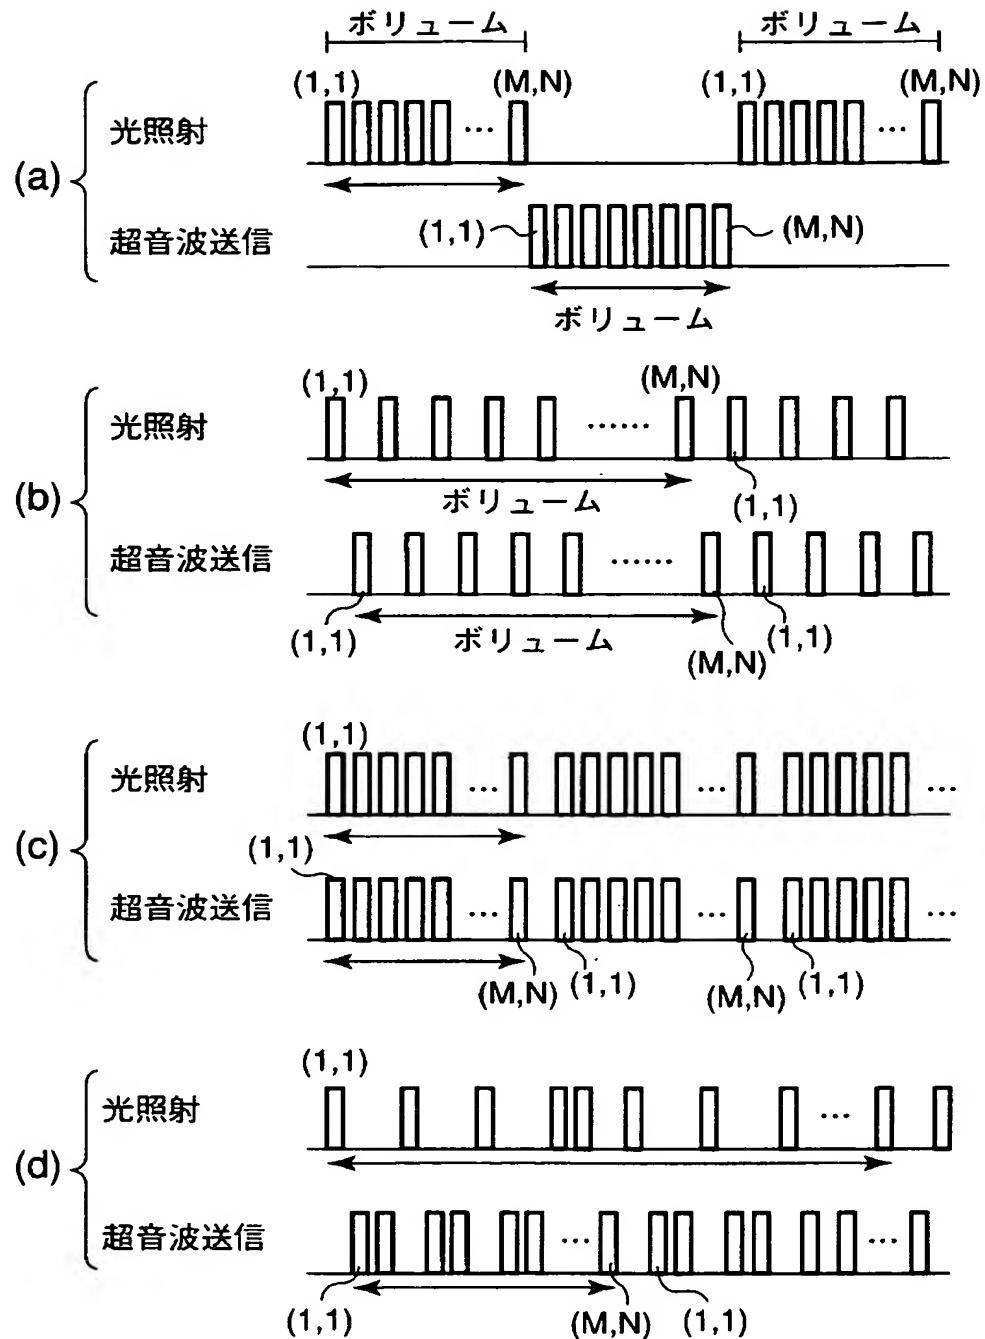 ボリューム ボリューム
(1,1) (M,N) (1,1) (M,N)
光照射 ... ...
(a)
超音波送信 (1,1) (M,N)
ボリューム
(1,1) (M,N)
光照射 ......
(b)
ボリューム (1,1)
超音波送信 ......
(1,1) ボリューム (M,N) (1,1)
(1,1)
光照射 ... ... ...
(c)
(1,1)
超音波送信 ... ... ...
(M,N) (1,1) (M,N) (1,1)
(1,1)
光照射 ...
(d)
超音波送信 ... ...
(1,1) (M,N) (1,1)